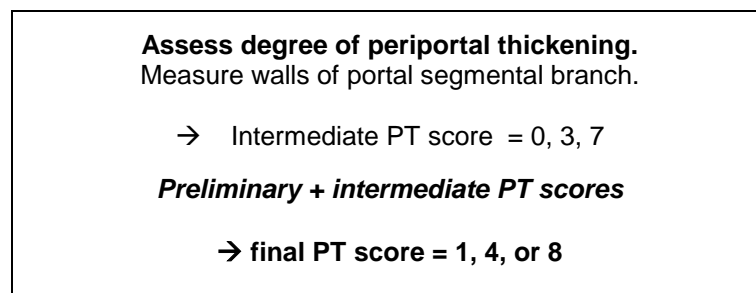 Assess degree of periportal thickening.
Measure walls of portal segmental branch.
→ Intermediate PT score = 0, 3, 7
Preliminary + intermediate PT scores
→ final PT score = 1, 4, or 8